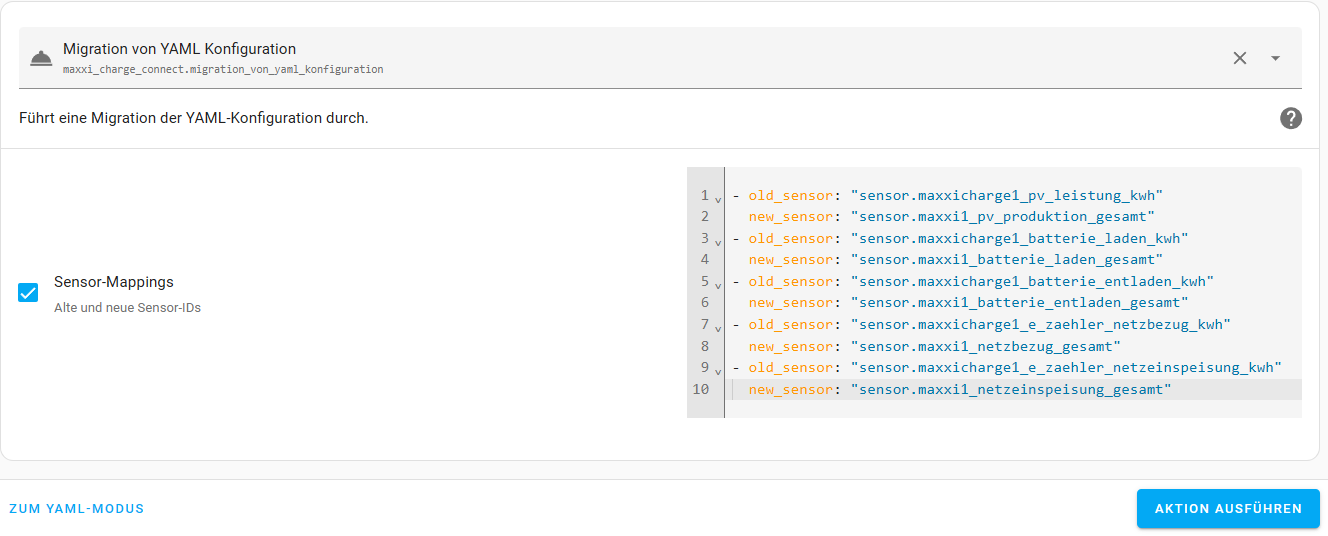 Migration von YAML Konfiguration
maxxi_charge_connect.migration_von_yaml_konfiguration
Führt eine Migration der YAML-Konfiguration durch.
Sensor-Mappings
Alte und neue Sensor-IDs
1 - old_sensor: "sensor.maxxicharge1_pv_leistung_kwh"
2 new_sensor: "sensor.maxxi1_pv_produktion_gesamt"
3 - old_sensor: "sensor.maxxicharge1_batterie_laden_kwh"
4 new_sensor: "sensor.maxxi1_batterie_laden_gesamt"
5 - old_sensor: "sensor.maxxicharge1_batterie_entladen_kwh"
6 new_sensor: "sensor.maxxi1_batterie_entladen_gesamt"
7 - old_sensor: "sensor.maxxicharge1_e_zaehler_netzbezug_kwh"
8 new_sensor: "sensor.maxxi1_netzbezug_gesamt"
9 - old_sensor: "sensor.maxxicharge1_e_zaehler_netzeinspeisung_kwh"
10 new_sensor: "sensor.maxxi1_netzeinspeisung_gesamt"
ZUM YAML-MODUS
AKTION AUSFÜHREN